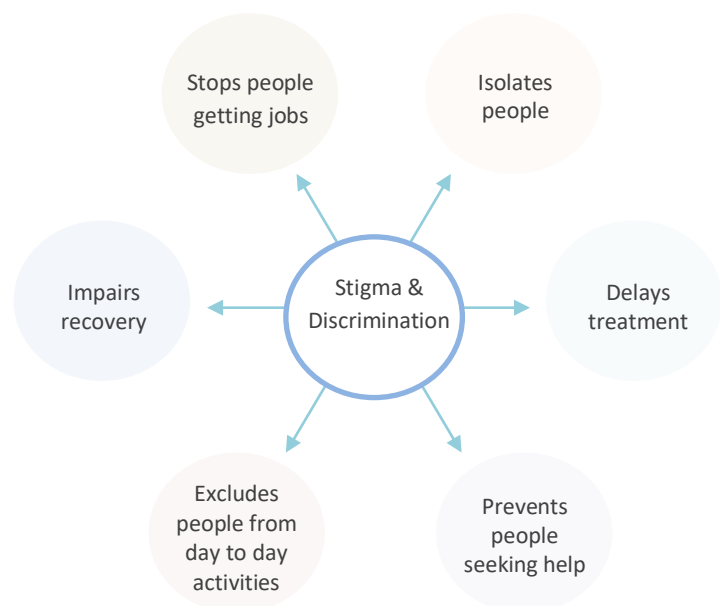 Stops people
getting jobs
Isolates
people
Impairs
recovery
Stigma &
Discrimination
Delays
treatment
Excludes
people from
day to day
activities
Prevents
people
seeking help